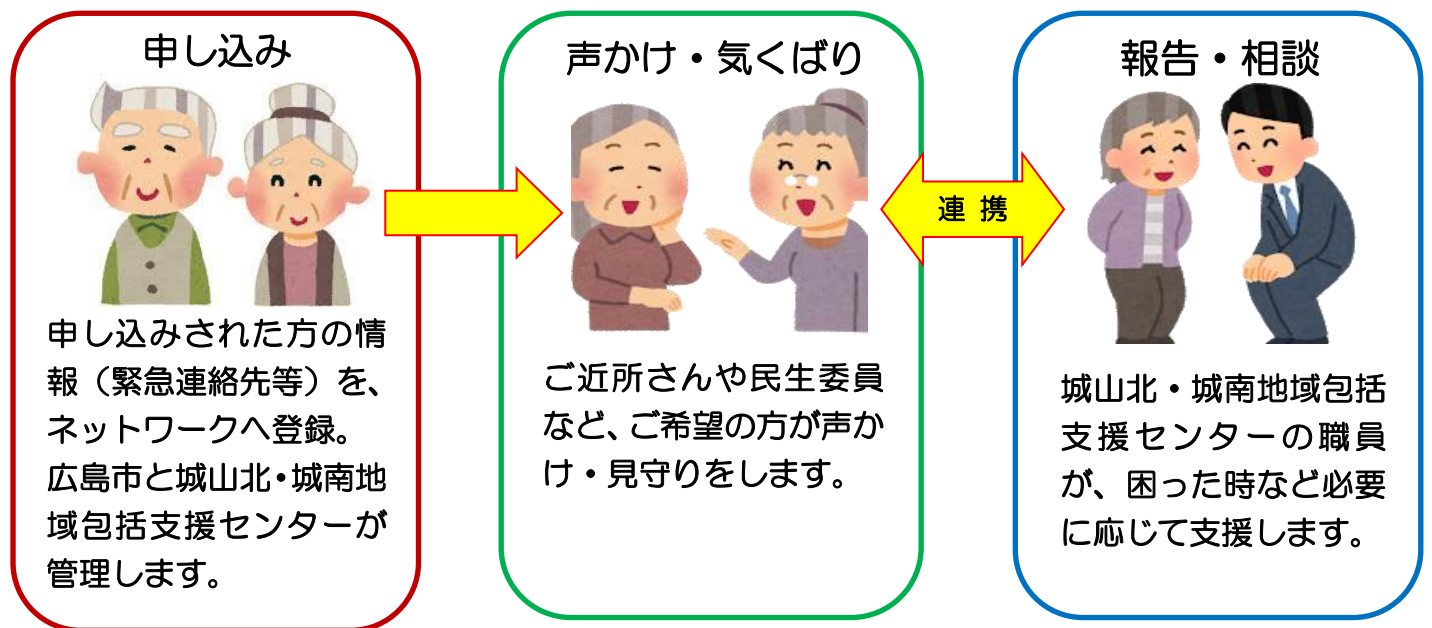 申し込み
申し込みされた方の情
報（緊急連絡先等）を、
ネットワークへ登録。
広島市と城山北・城南地
域包括支援センターが
管理します。
声かけ・気くばり
ご近所さんや民生委員
など、ご希望の方が声か
け・見守りをします。
連 携
報告・相談
城山北・城南地域包括
支援センターの職員
が、困った時など必要
に応じて支援します。